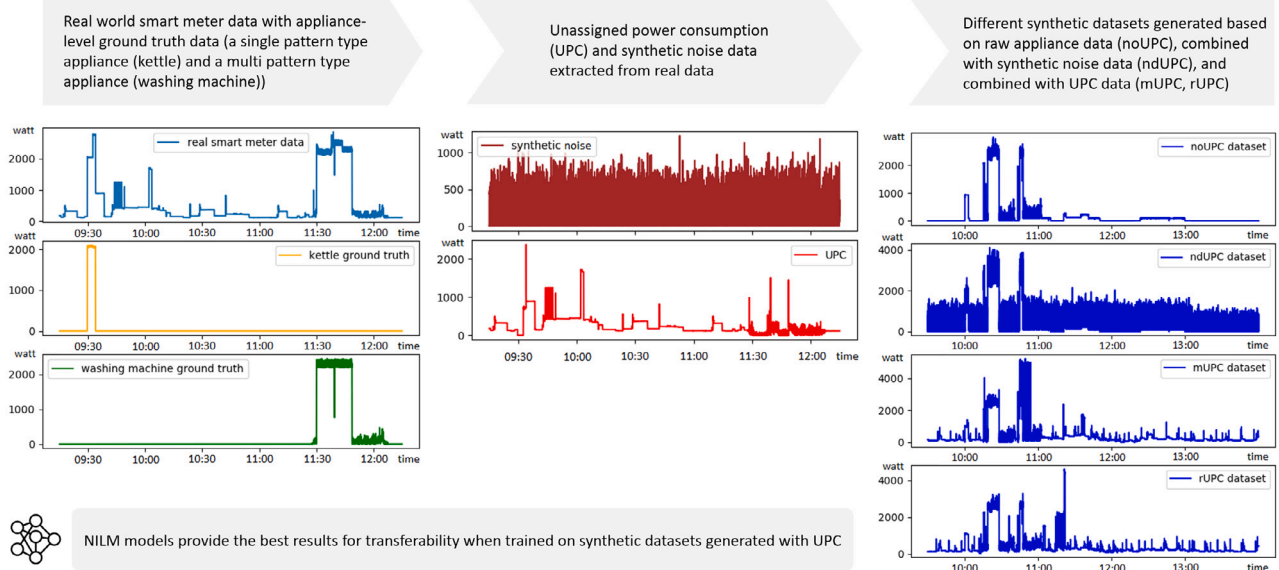 Real world smart meter data with appliance-
level ground truth data (a single pattern type
appliance (kettle) and a multi pattern type
appliance (washing machine))
Unassigned power consumption
(UPC) and synthetic noise data
extracted from real data
Different synthetic datasets generated based
on raw appliance data (noUPC), combined
with synthetic noise data (ndUPC), and
combined with UPC data (mUPC, rUPC)
watt
real smart meter data
2000
1000
0
09:30 10:00 10:30 11:00 11:30 12:00 time
watt
kettle ground truth
2000
1000
0
09:30 10:00 10:30 11:00 11:30 12:00 time
watt
washing machine ground truth
2000
1000
0
09:30 10:00 10:30 11:00 11:30 12:00 time
watt
synthetic noise
1000
500
0
watt
UPC
2000
1000
0
09:30 10:00 10:30 11:00 11:30 12:00 time
watt
noUPC dataset
2000
0
10:00 11:00 12:00 13:00 time
watt
ndUPC dataset
4000
2000
0
10:00 11:00 12:00 13:00 time
watt
mUPC dataset
4000
2000
0
10:00 11:00 12:00 13:00 time
watt
rUPC dataset
4000
2000
0
10:00 11:00 12:00 13:00 time
NILM models provide the best results for transferability when trained on synthetic datasets generated with UPC